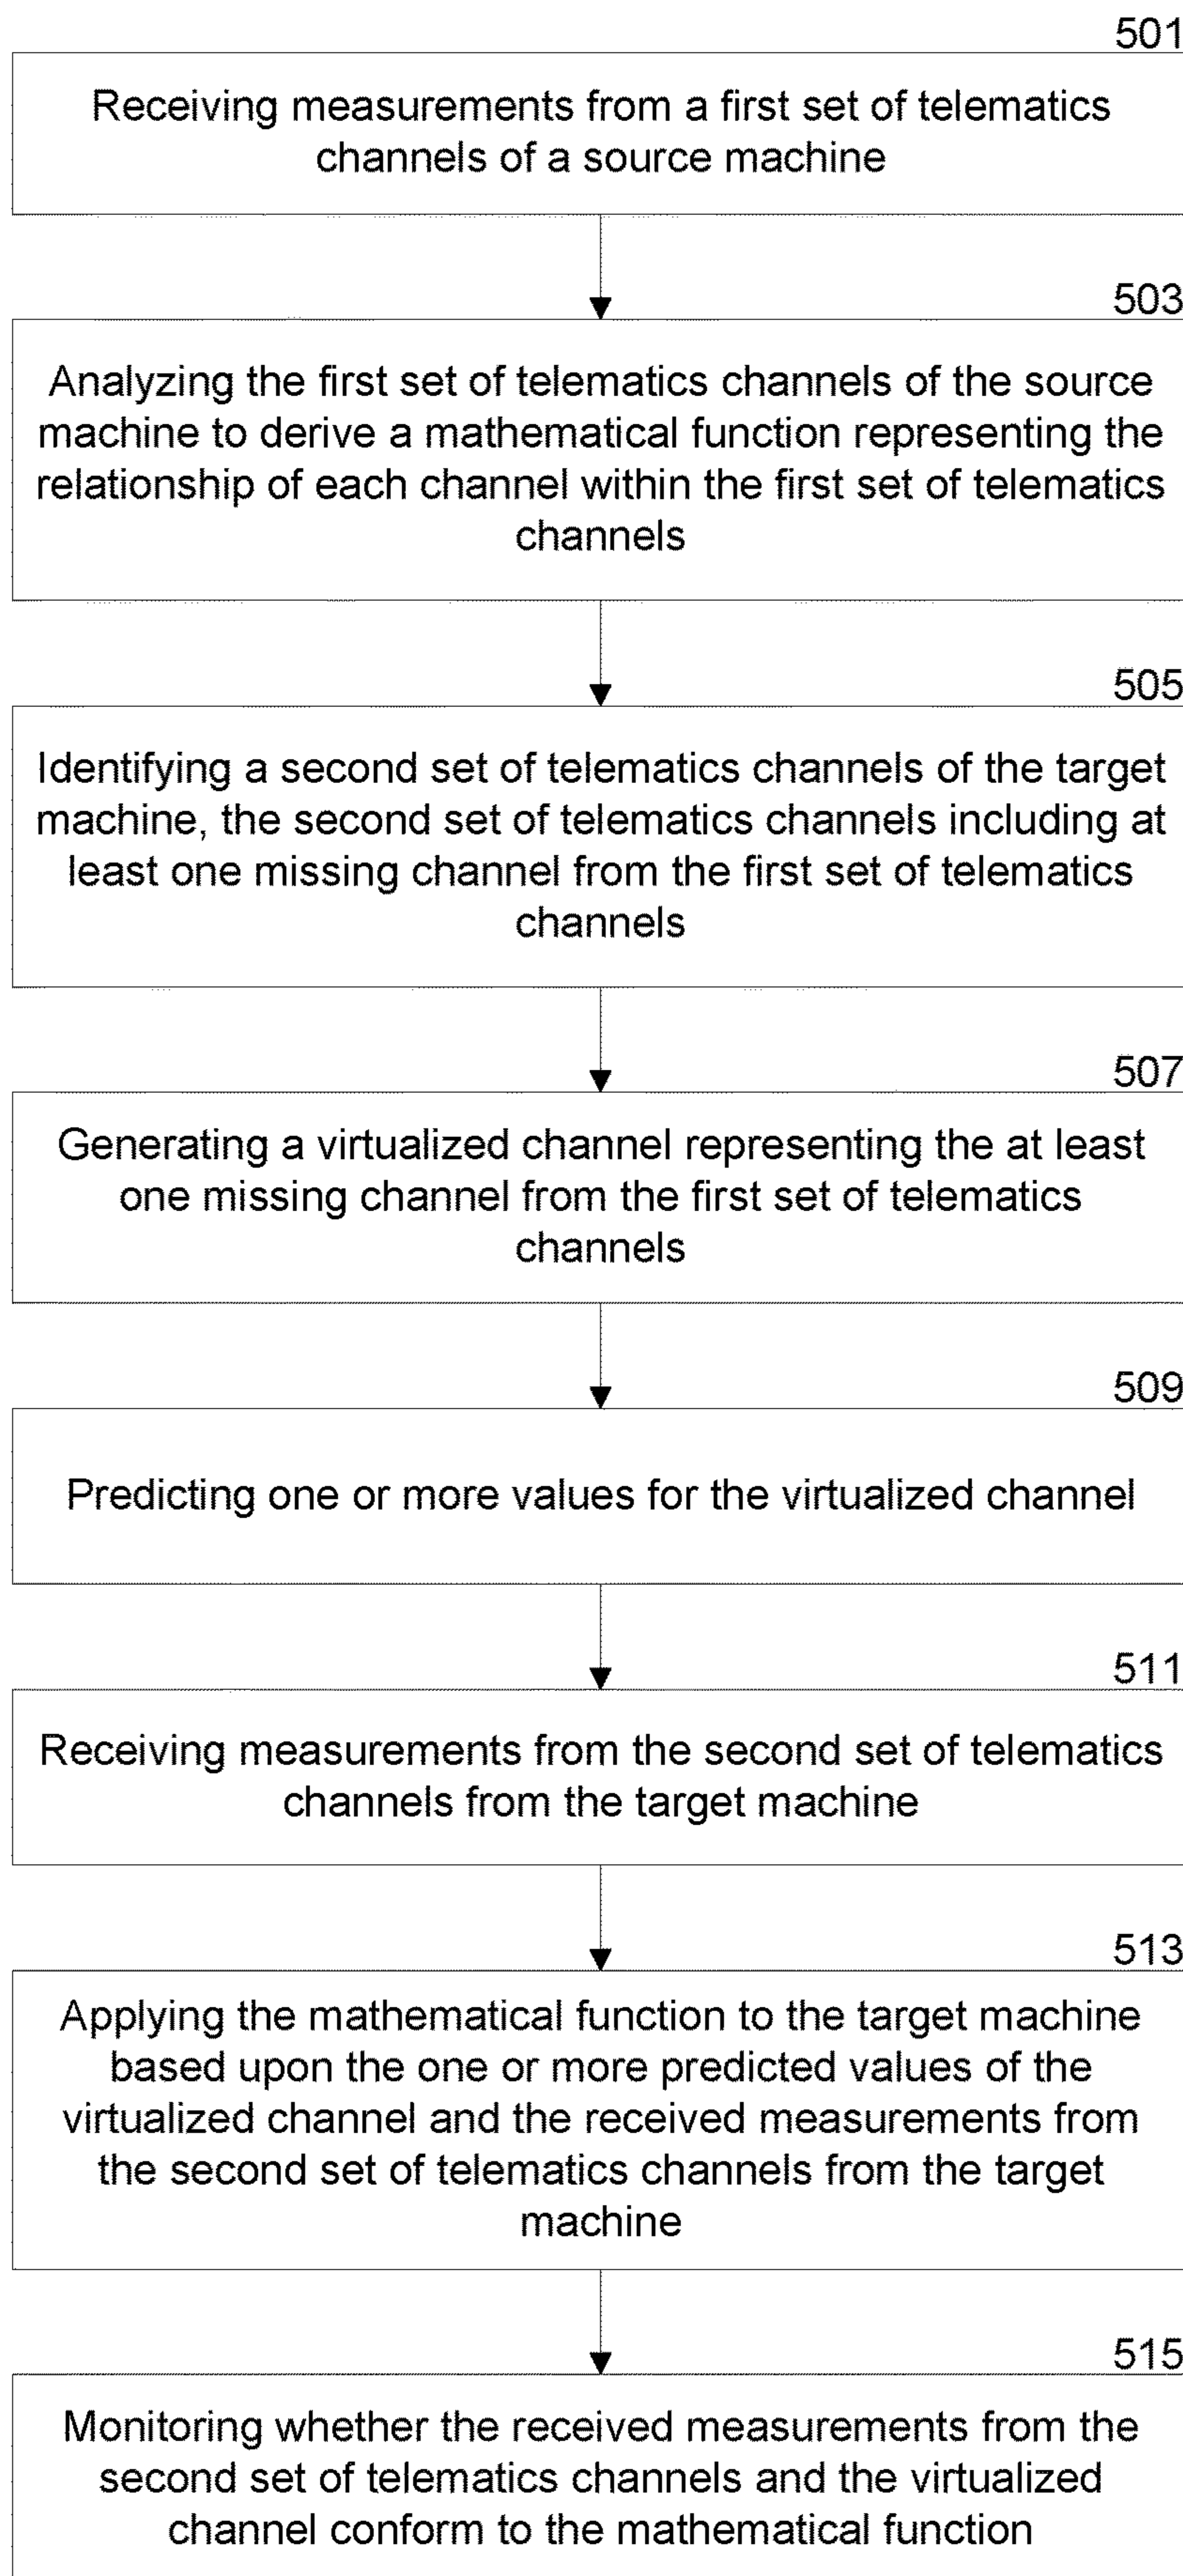 501
Receiving measurements from a first set of telematics
channels of a source machine
503
Analyzing the first set of telematics channels of the source
machine to derive a mathematical function representing the
relationship of each channel within the first set of telematics
channels
505
Identifying a second set of telematics channels of the target
machine, the second set of telematics channels including at
least one missing channel from the first set of telematics
channels
507
Generating a virtualized channel representing the at least
one missing channel from the first set of telematics
channels
509
Predicting one or more values for the virtualized channel
511
Receiving measurements from the second set of telematics
channels from the target machine
513
Applying the mathematical function to the target machine
based upon the one or more predicted values of the
virtualized channel and the received measurements from
the second set of telematics channels from the target
machine
515
Monitoring whether the received measurements from the
second set of telematics channels and the virtualized
channel conform to the mathematical function